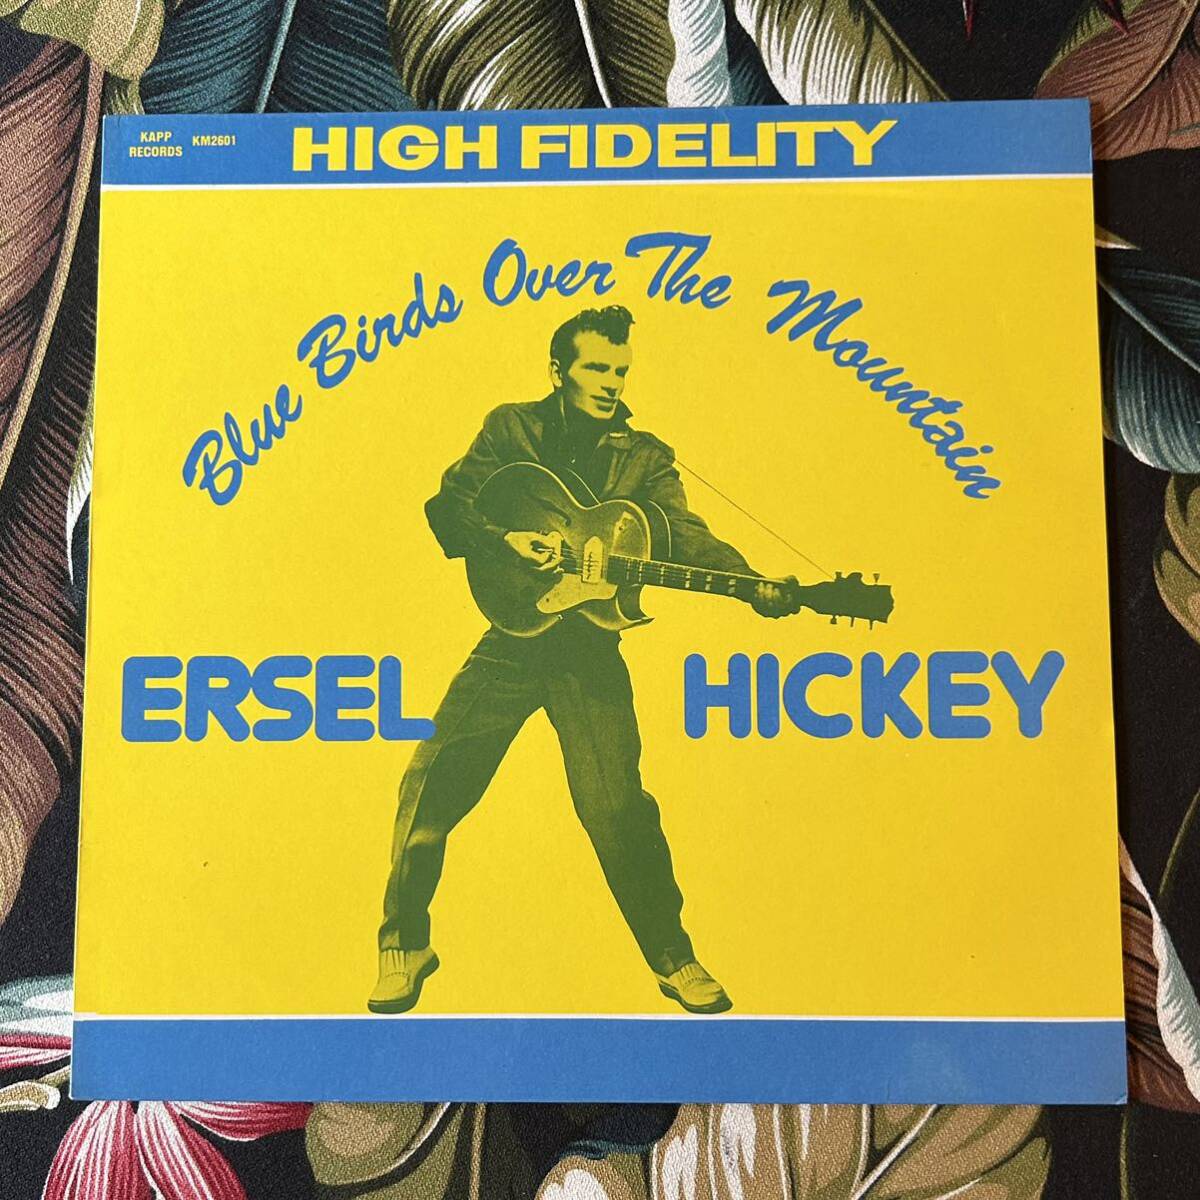 KAPP
RECORDS
KM2601
HIGH FIDELITY
Blue Birds Over The Mountain
ERSEL HICKEY